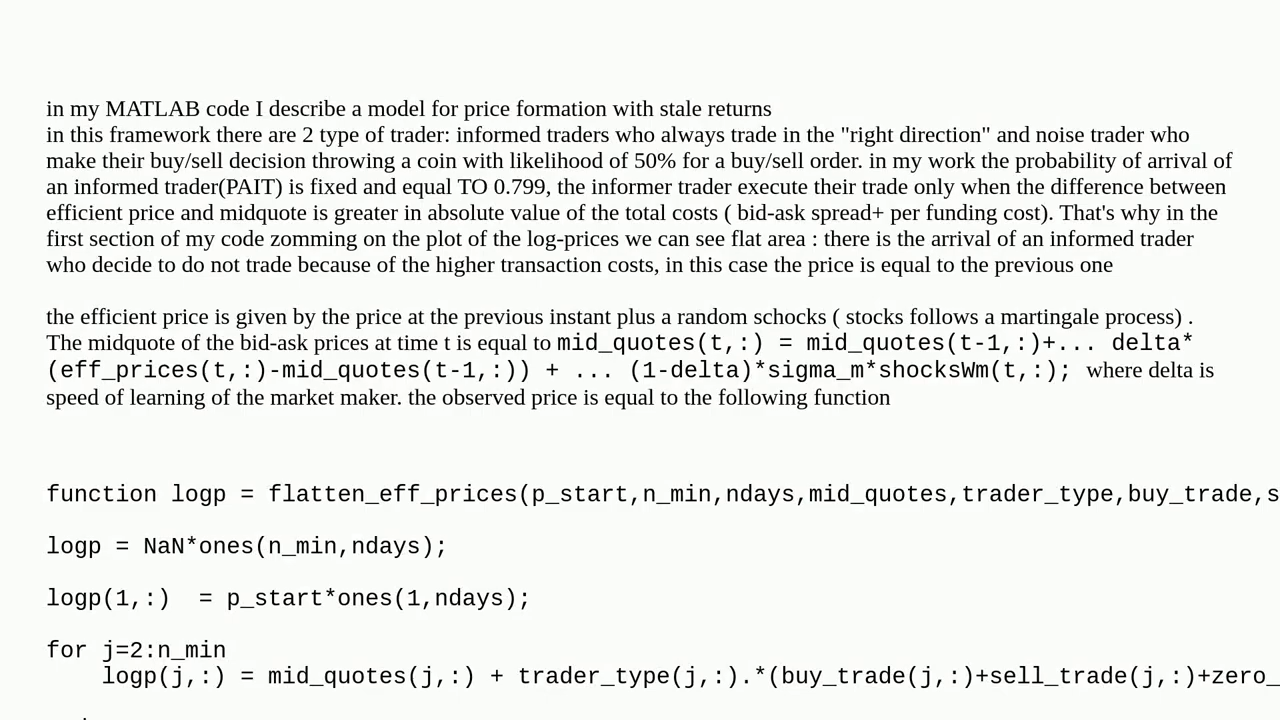 in my MATLAB code I describe a model for price formation with stale returns
in this framework there are 2 type of trader: informed traders who always trade in the "right direction" and noise trader who
make their buy/sell decision throwing a coin with likelihood of 50% for a buy/sell order. in my work the probability of arrival of
an informed trader(PAIT) is fixed and equal TO 0.799, the informer trader execute their trade only when the difference between
efficient price and midquote is greater in absolute value of the total costs ( bid-ask spread+ per funding cost). That's why in the
first section of my code zomming on the plot of the log-prices we can see flat area : there is the arrival of an informed trader
who decide to do not trade because of the higher transaction costs, in this case the price is equal to the previous one
the efficient price is given by the price at the previous instant plus a random schocks ( stocks follows a martingale process) .
The midquote of the bid-ask prices at time t is equal to mid_quotes(t,:) = mid_quotes(t-1,:)+... delta*
(eff_prices(t,:)-mid_quotes(t-1,:)) + ... (1-delta)*sigma_m*shocksWm(t,:); where delta is
speed of learning of the market maker. the observed price is equal to the following function
function logp = flatten_eff_prices(p_start,n_min,ndays,mid_quotes,trader_type,buy_trade,s
logp = NaN*ones(n_min,ndays);
logp(1,:)  = p_start*ones(1,ndays);
for j=2:n_min
    logp(j,:) = mid_quotes(j,:) + trader_type(j,:).*(buy_trade(j,:)+sell_trade(j,:)+zero_